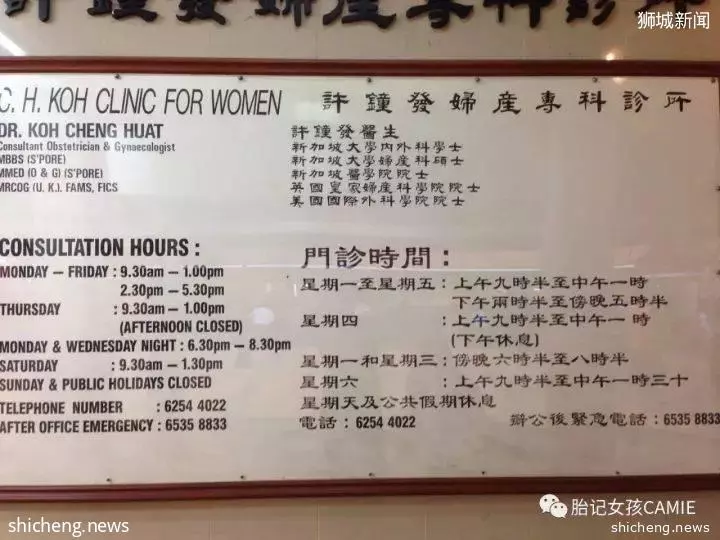 許鐘發婦產專科診所
狮城新闻
C. H. KOH CLINIC FOR WOMEN 許鐘發婦產專科診所
DR. KOH CHENG HUAT 許鐘發醫生
Consultant Obstetrician & Gynaecologist 新加坡大學內外科學士
MBBS (S'PORE) 新加坡大學婦產科碩士
MMED (O & G) (S'PORE) 新加坡醫學院院士
MRCOG (U. K.). FAMS, FICS 英國皇家婦產科學院院士
美國國際外科學院院士
CONSULTATION HOURS : 門診時間 :
MONDAY – FRIDAY : 9.30am – 1.00pm 星期一至星期五 : 上午九時半至中午一時
2.30pm – 5.30pm 下午兩時半至傍晚五時半
THURSDAY : 9.30am – 1.00pm 星期四 : 上午九時半至中午一 時
(AFTERNOON CLOSED) (下午休息)
MONDAY & WEDNESDAY NIGHT : 6.30pm – 8.30pm 星期一和星期三 : 傍晚六時半至八時半
SATURDAY : 9.30am – 1.30pm 星期六 : 上午九時半至中午一時三十
SUNDAY & PUBLIC HOLIDAYS CLOSED 星期天及公共假期休息
TELEPHONE NUMBER : 6254 4022 電話 : 6254 4022 辦公後緊急電話 : 6535 8833
AFTER OFFICE EMERGENCY : 6535 8833
胎记女孩CAMIE
shicheng.news
shicheng.news